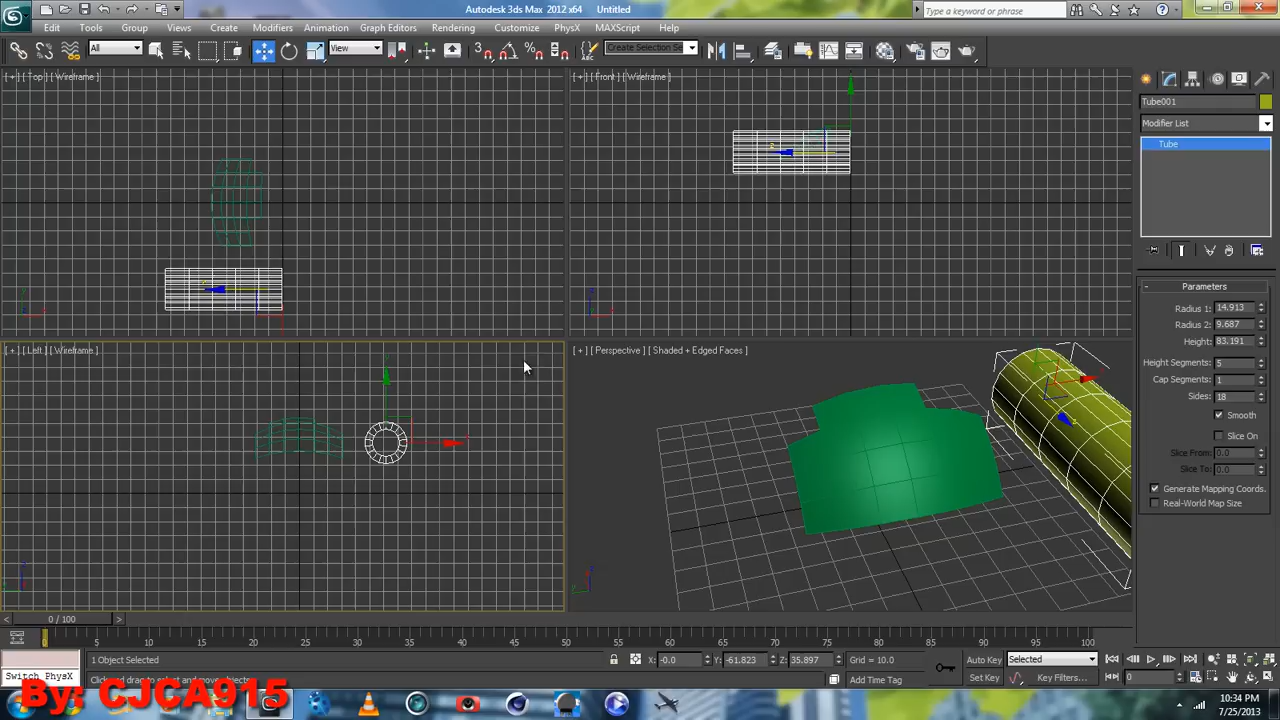 Autodesk 3ds Max 2012 x64 Untitled
Type a keyword or phrase
Edit Tools Group Views Create Modifiers Animation Graph Editors Rendering Customize PhysX MAXScript Help
All View Create Selection Se
[ + ] [ Top ] [ Wireframe ]
[ + ] [ Front ] [ Wireframe ]
Tube001
Modifier List
Tube
Parameters
Radius 1: 14.913
Radius 2: 9.687
Height: 83.191
Height Segments: 5
Cap Segments: 1
Sides: 18
Smooth
Slice On
Slice From: 0.0
Slice To: 0.0
Generate Mapping Coords.
Real-World Map Size
[ + ] [ Left ] [ Wireframe ]
[ + ] [ Perspective ] [ Shaded + Edged Faces ]
0 / 100
0 5 10 15 20 25 30 35 40 45 50 55 60 65 70 75 80 85 90 95 100
1 Object Selected X: -0.0 Y: -61.823 Z: 35.897 Grid = 10.0 Auto Key Selected
Switch PhysX Click and drag to select and move objects Add Time Tag Set Key Key Filters... 0
By: CJCA915
10:34 PM
7/25/2013